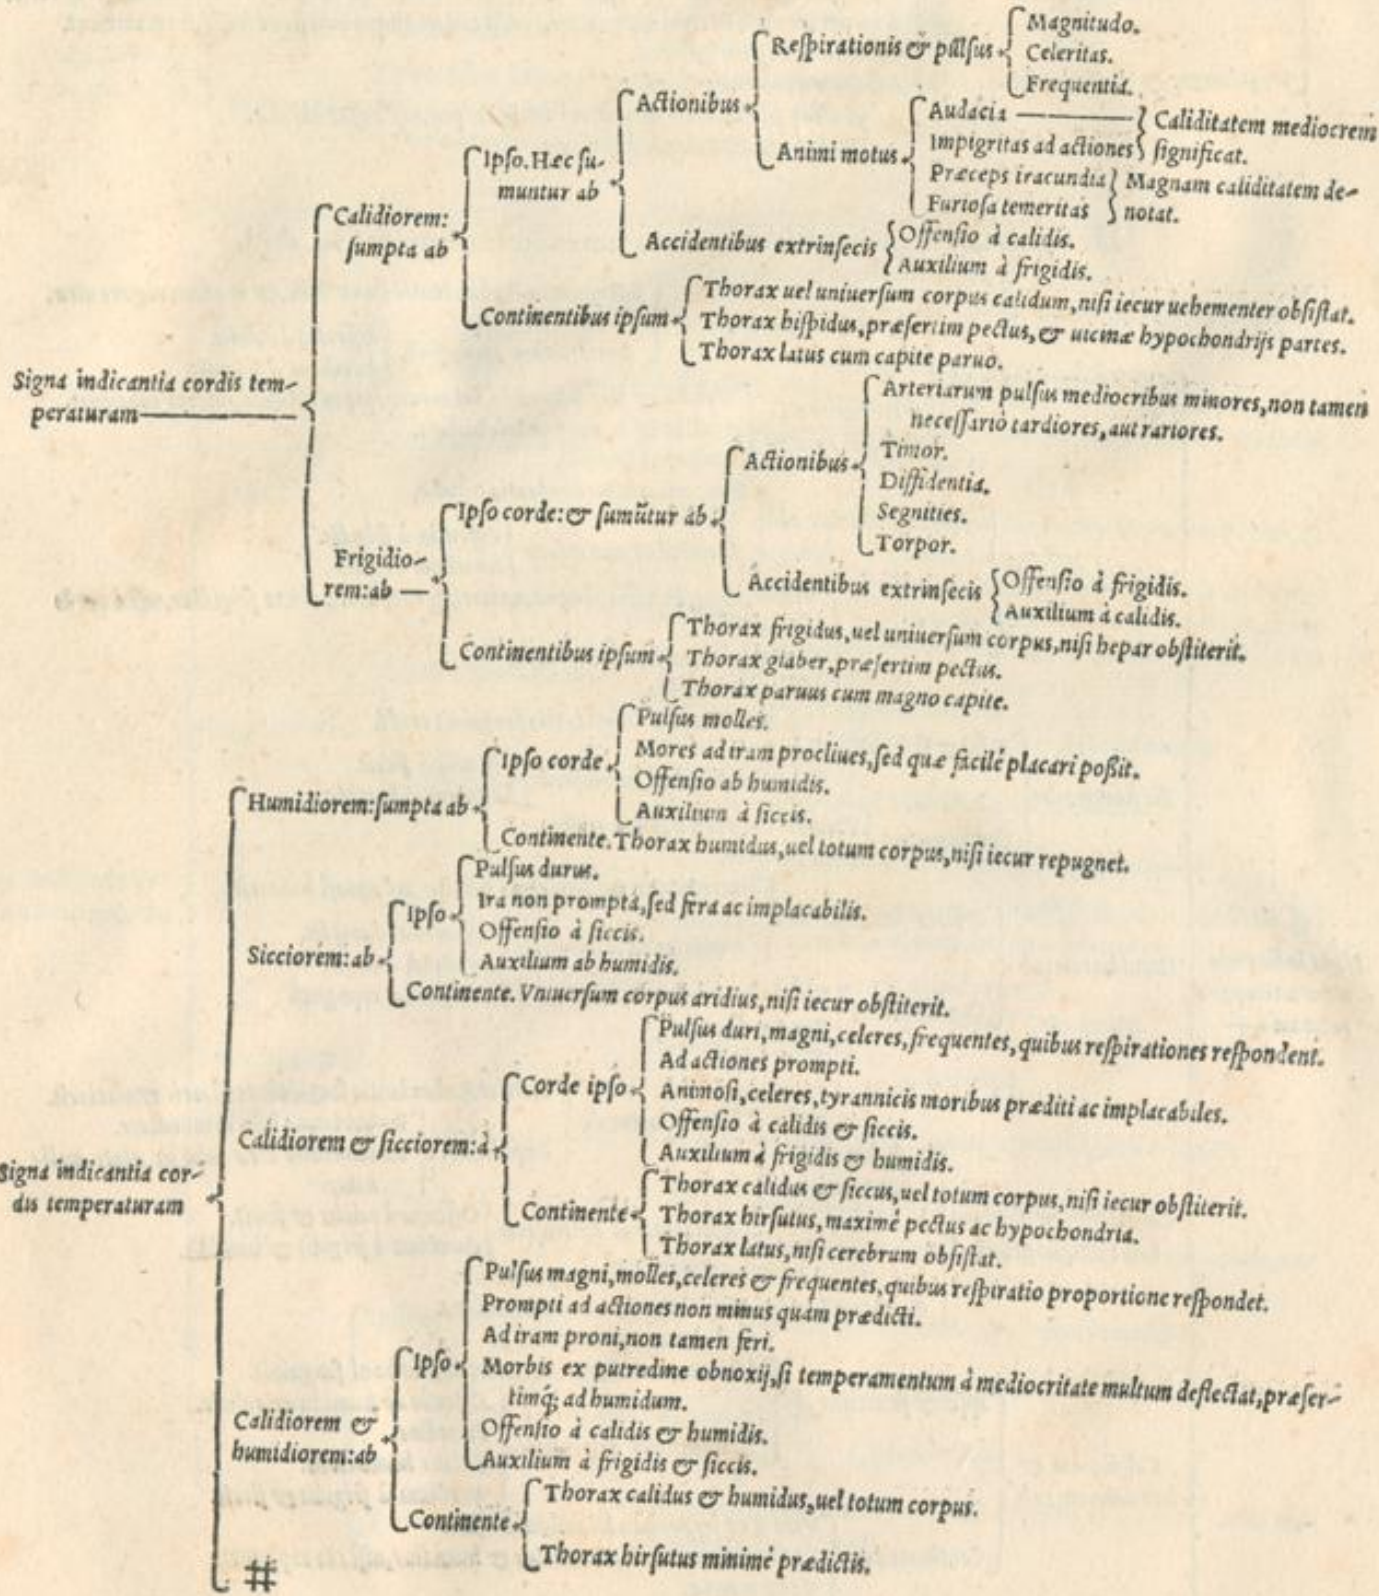 Signa indicantia cordis tem-
peraturam
Calidiorem:
ſumpta ab
Ipſo. Hæc ſu-
muntur ab
Actionibus
Reſpirationis & pulſus
Magnitudo.
Celeritas.
Frequentia.
Animi motus
Audacia
Impigritas ad actiones
Caliditatem mediocrem
ſignificat.
Præceps iracundia
Furioſa temeritas
Magnam caliditatem de-
notat.
Accidentibus extrinſecis
Offenſio à calidis.
Auxilium à frigidis.
Continentibus ipſum
Thorax uel uniuerſum corpus calidum, niſi iecur uehementer obſiſtat.
Thorax hiſpidus, præſertim pectus, & uicinæ hypochondrijs partes.
Thorax latus cum capite paruo.
Frigidio-
rem: ab
Ipſo corde: & ſumũtur ab
Actionibus
Arteriarum pulſus mediocribus minores, non tamen
neceſſariò tardiores, aut rariores.
Timor.
Diffidentia.
Segnities.
Torpor.
Accidentibus extrinſecis
Offenſio à frigidis.
Auxilium à calidis.
Continentibus ipſum
Thorax frigidus, uel uniuerſum corpus, niſi hepar obſtiterit.
Thorax glaber, præſertim pectus.
Thorax paruus cum magno capite.
Signa indicantia cor-
dis temperaturam
Humidiorem: ſumpta ab
Ipſo corde
Pulſus molles.
Mores ad iram procliues, ſed quæ facilè placari poßit.
Offenſio ab humidis.
Auxilium à ſiccis.
Continente. Thorax humidus, uel totum corpus, niſi iecur repugnet.
Sicciorem: ab
Ipſo
Pulſus durus.
Ira non prompta, ſed fera ac implacabilis.
Offenſio à ſiccis.
Auxilium ab humidis.
Continente. Vniuerſum corpus aridius, niſi iecur obſtiterit.
Calidiorem & ſicciorem: à
Corde ipſo
Pulſus duri, magni, celeres, frequentes, quibus reſpirationes reſpondent.
Ad actiones prompti.
Animoſi, celeres, tyrannicis moribus præditi ac implacabiles.
Offenſio à calidis & ſiccis.
Auxilium à frigidis & humidis.
Continente
Thorax calidus & ſiccus, uel totum corpus, niſi iecur obſtiterit.
Thorax hirſutus, maximè pectus ac hypochondria.
Thorax latus, niſi cerebrum obſiſtat.
Calidiorem &
humidiorem: ab
Ipſo
Pulſus magni, molles, celeres & frequentes, quibus reſpiratio proportione reſpondet.
Prompti ad actiones non minus quàm prædicti.
Ad iram proni, non tamen feri.
Morbis ex putredine obnoxij, ſi temperamentum à mediocritate multum deflectat, præſer-
timq́; ad humidum.
Offenſio à calidis & humidis.
Auxilium à frigidis & ſiccis.
Continente
Thorax calidus & humidus, uel totum corpus.
Thorax hirſutus minimè prædictis.
#